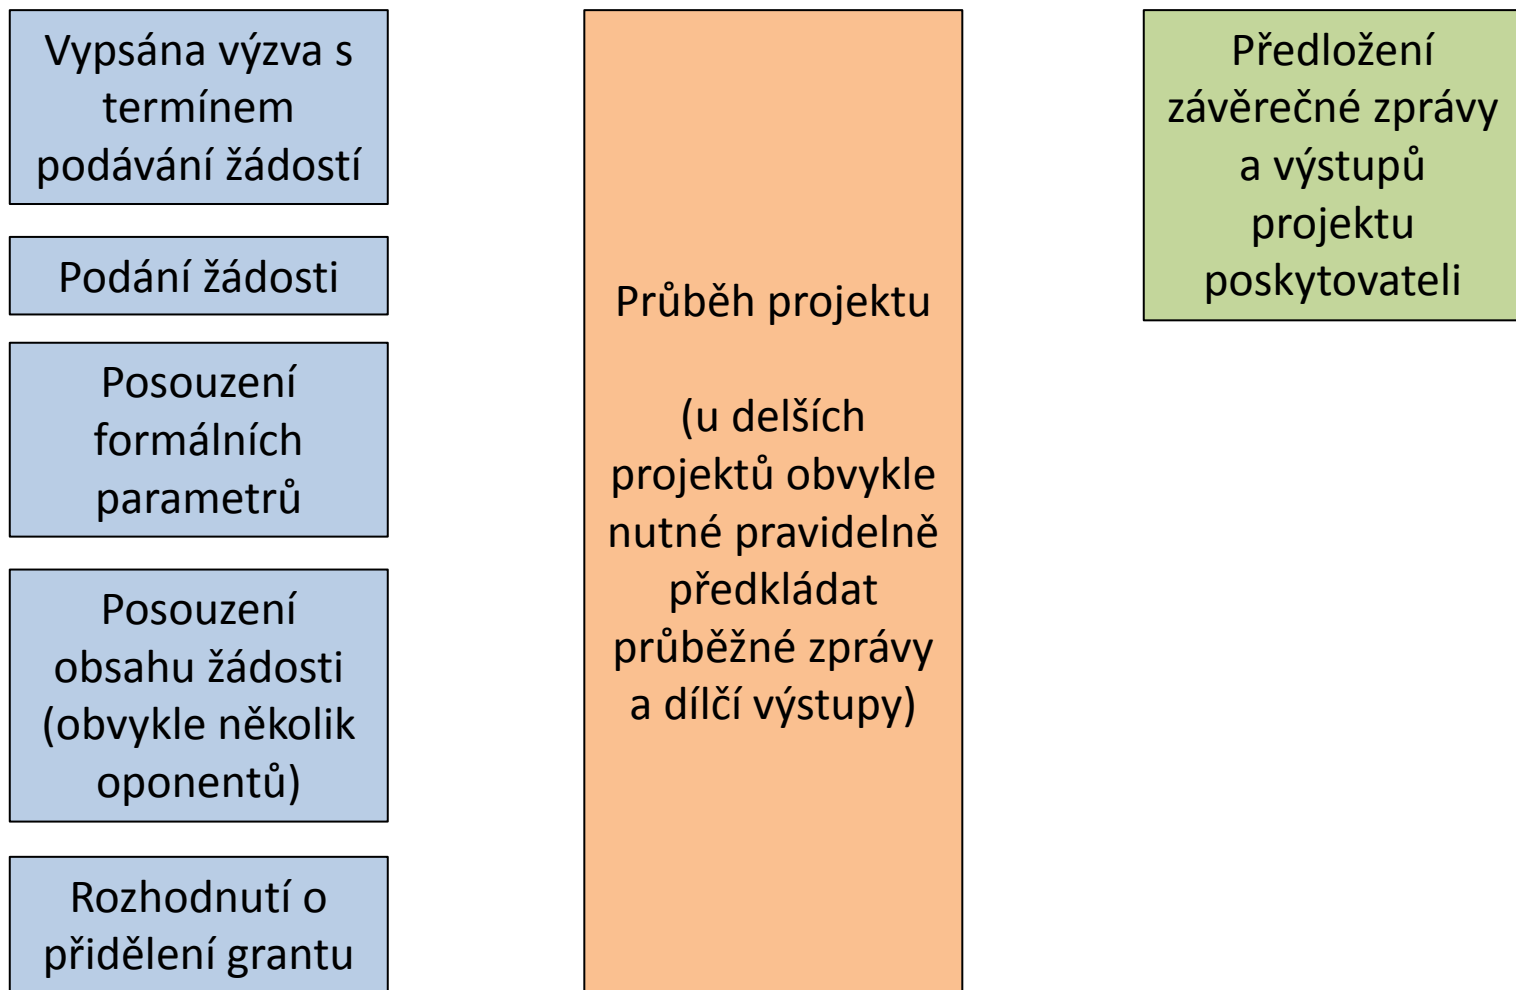 Vypsána výzva s
termínem
podávání žádostí
Podání žádosti
Posouzení
formálních
parametrů
Posouzení
obsahu žádosti
(obvykle několik
oponentů)
Rozhodnutí o
přidělení grantu
Průběh projektu
(u delších
projektů obvykle
nutné pravidelně
předkládat
průběžné zprávy
a dílčí výstupy)
Předložení
závěrečné zprávy
a výstupů
projektu
poskytovateli